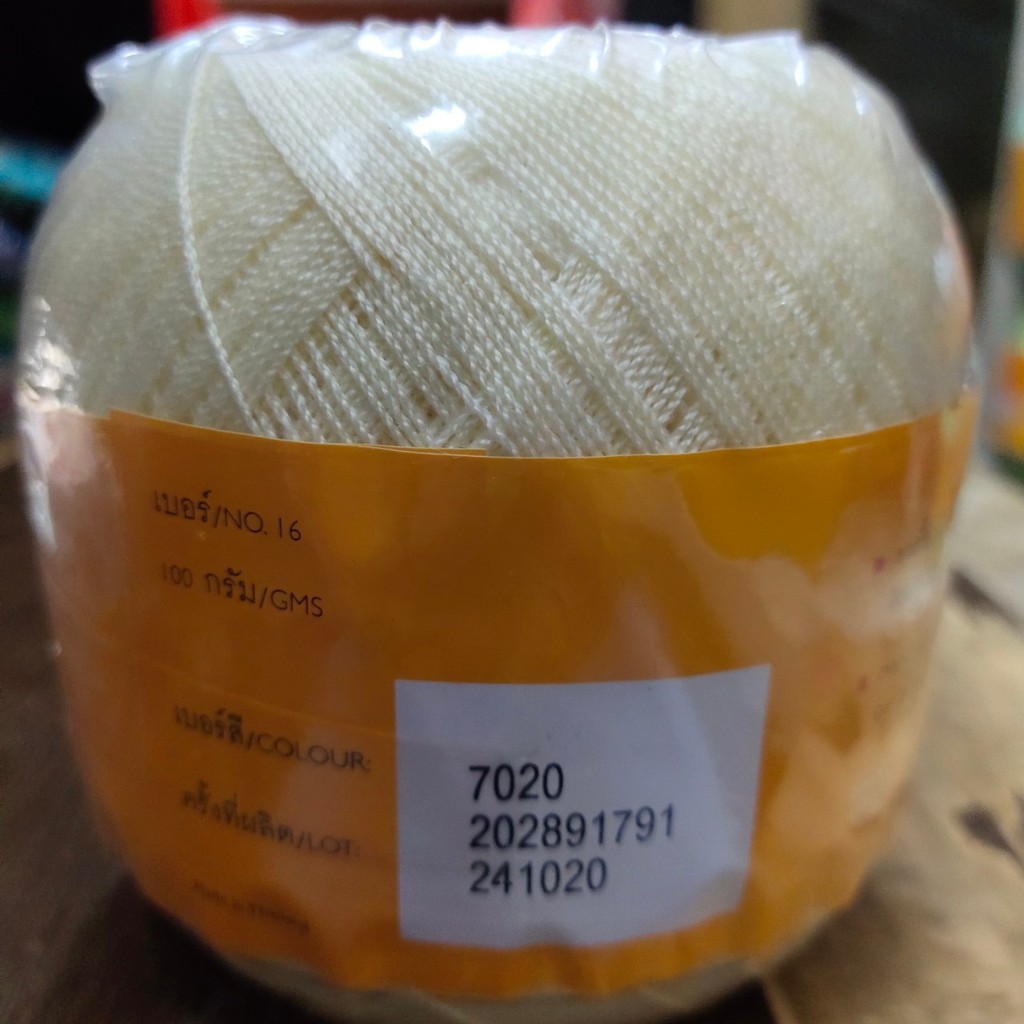 เบอร์/NO. 16
100 กรัม/GMS
เบอร์สี/COLOUR:
7020
ครั้งที่ผลิต/LOT:
202891791
241020